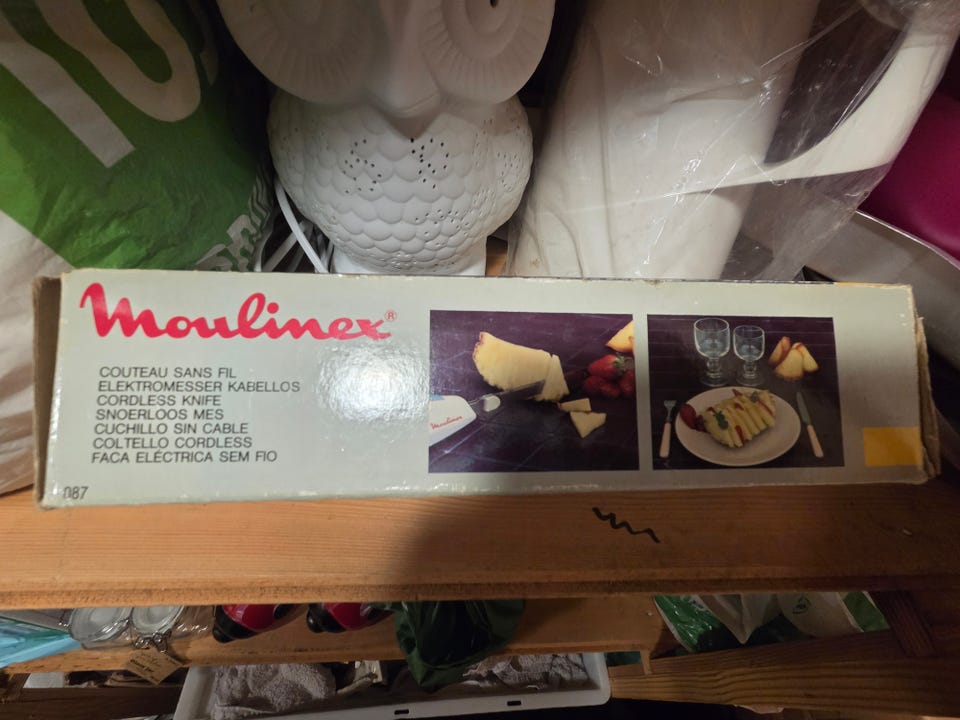 Moulinex®
COUTEAU SANS FIL
ELEKTROMESSER KABELLOS
CORDLESS KNIFE
SNOERLOOS MES
CUCHILLO SIN CABLE
COLTELLO CORDLESS
FACA ELÉCTRICA SEM FIO
087
Moulinex